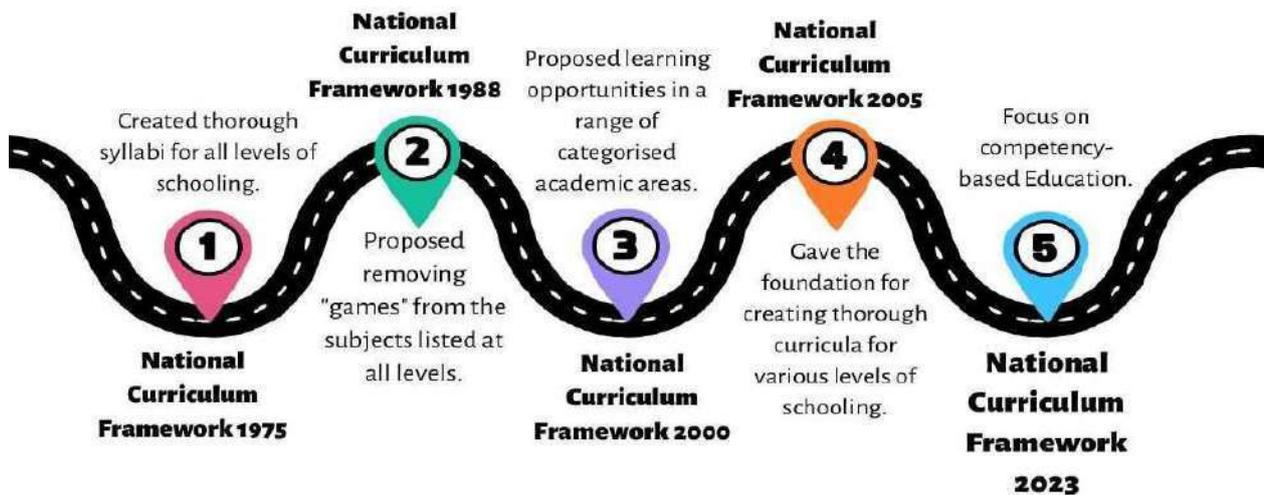 Created thorough
syllabi for all levels of
schooling.
1
National
Curriculum
Framework 1975
National
Curriculum
Framework 1988
2
Proposed
removing
"games" from the
subjects listed at
all levels.
Proposed learning
opportunities in a
range of
categorised
academic areas.
3
National
Curriculum
Framework 2000
National
Curriculum
Framework 2005
4
Gave the
foundation for
creating thorough
curricula for
various levels of
schooling.
Focus on
competency-
based Education.
5
National
Curriculum
Framework
2023